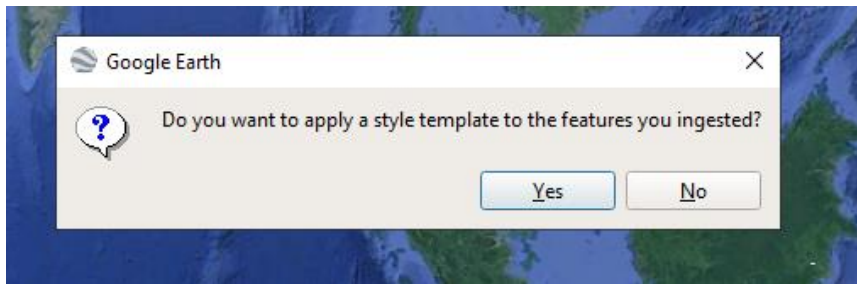 Google Earth
Do you want to apply a style template to the features you ingested?
Yes No